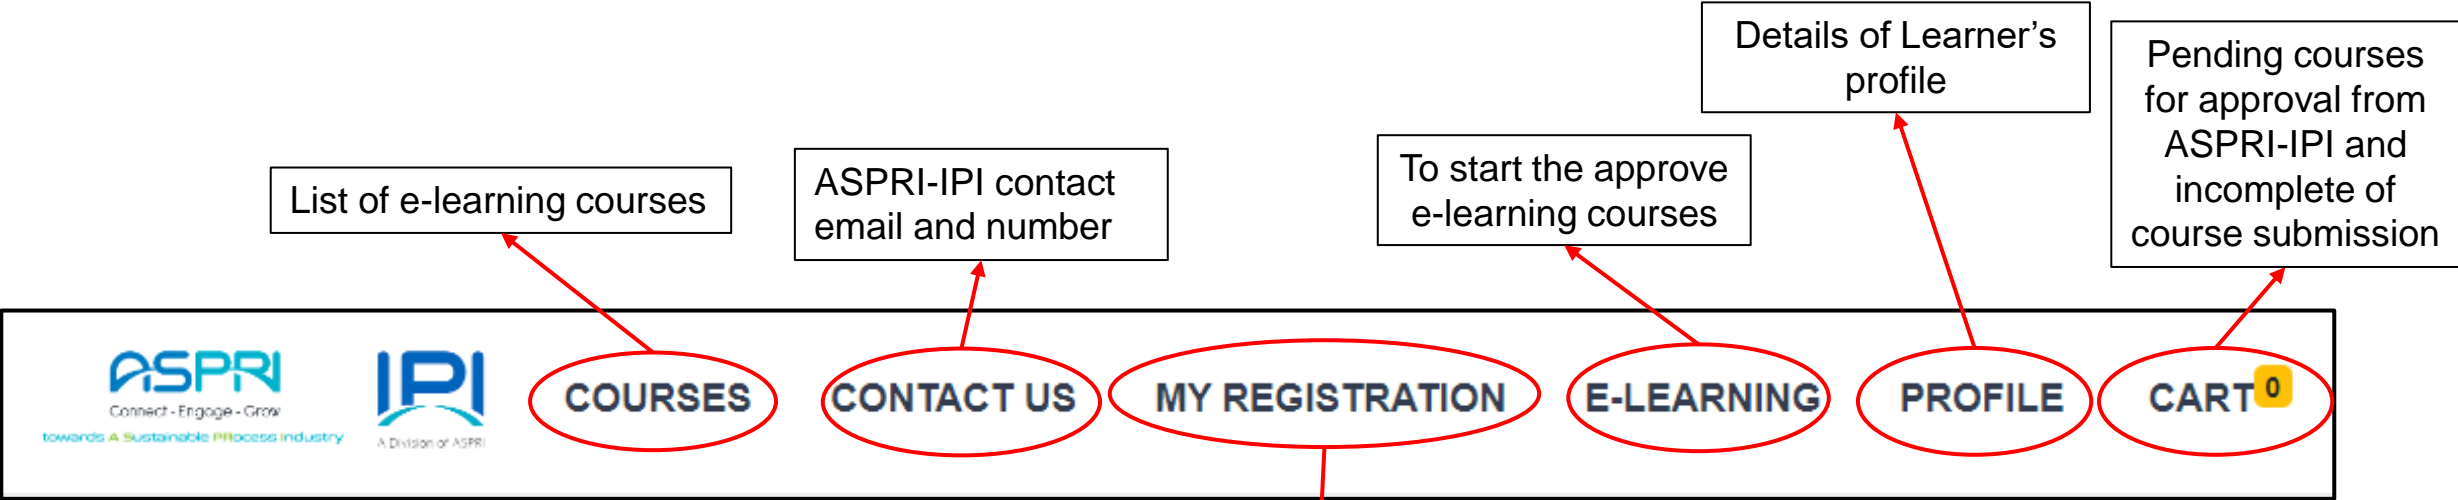 Details of Learner’s
profile
Pending courses
for approval from
ASPRI-IPI and
incomplete of
course submission
To start the approve
e-learning courses
ASPRI-IPI contact
email and number
List of e-learning courses
ASPRI
Connect - Engage - Grow
towards A Sustainable PRocess Industry
IPI
A Division of ASPRI
COURSES
CONTACT US
MY REGISTRATION
E-LEARNING
PROFILE
CART 0